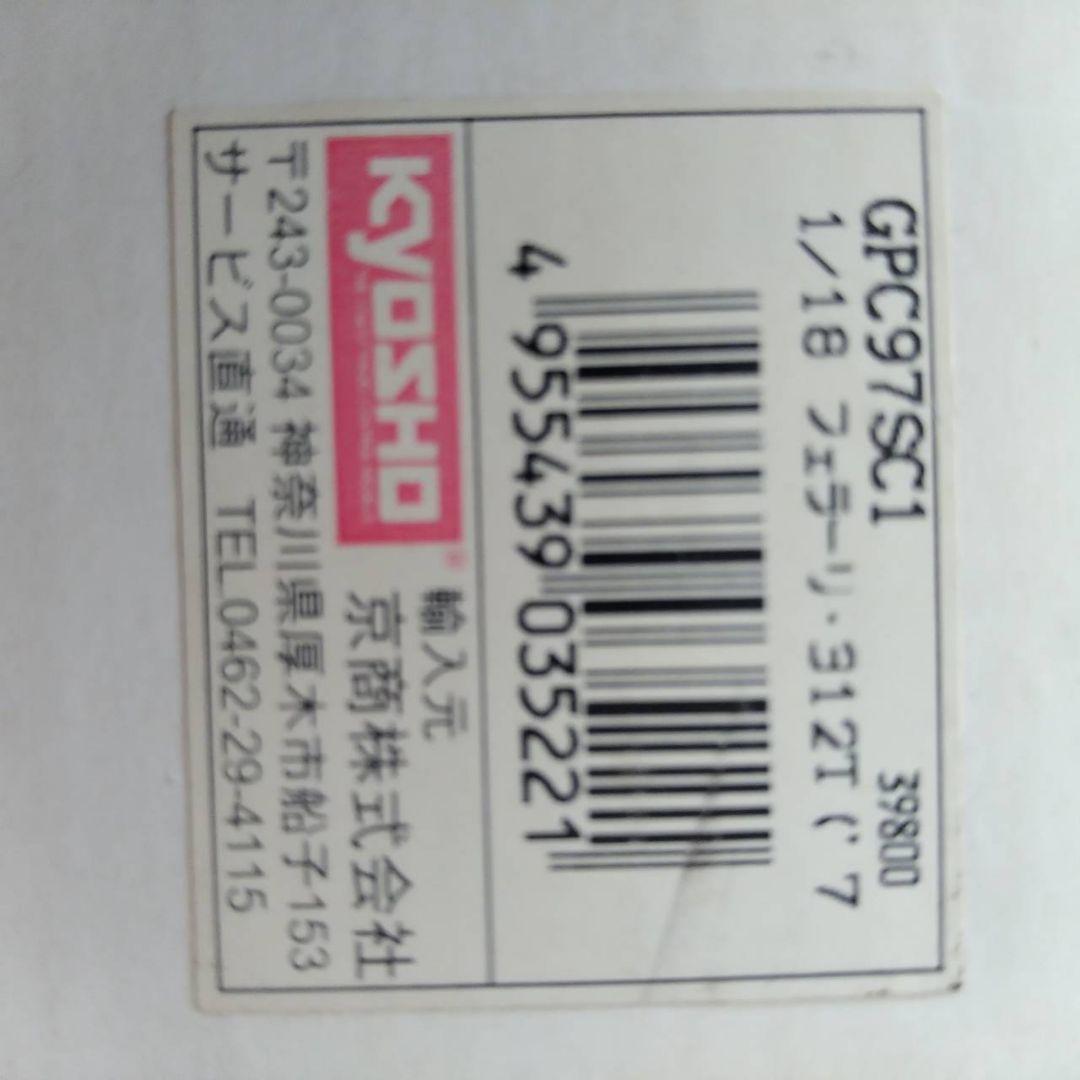 GPC97SC1 39800
1/18 フェラーリ・312T ('7
4 955439 035221
KYOSHO®
輸入元
京商株式会社
〒243-0034 神奈川県厚木市船子153
サービス直通 TEL.0462-29-4115